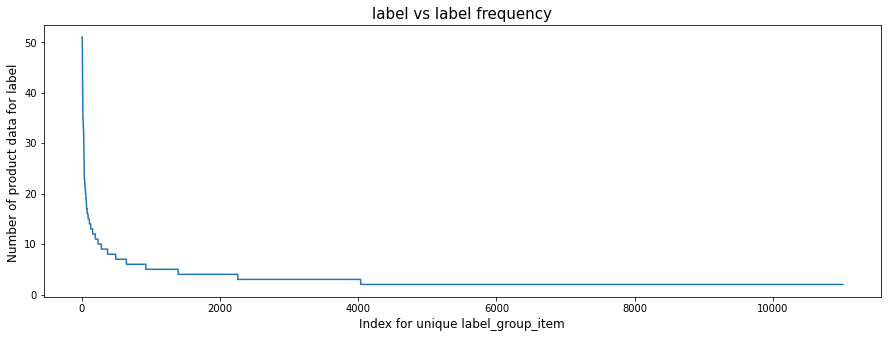 label vs label frequency
Number of product data for label
50
40
30
20
10
0
0 2000 4000 6000 8000 10000
Index for unique label_group_item